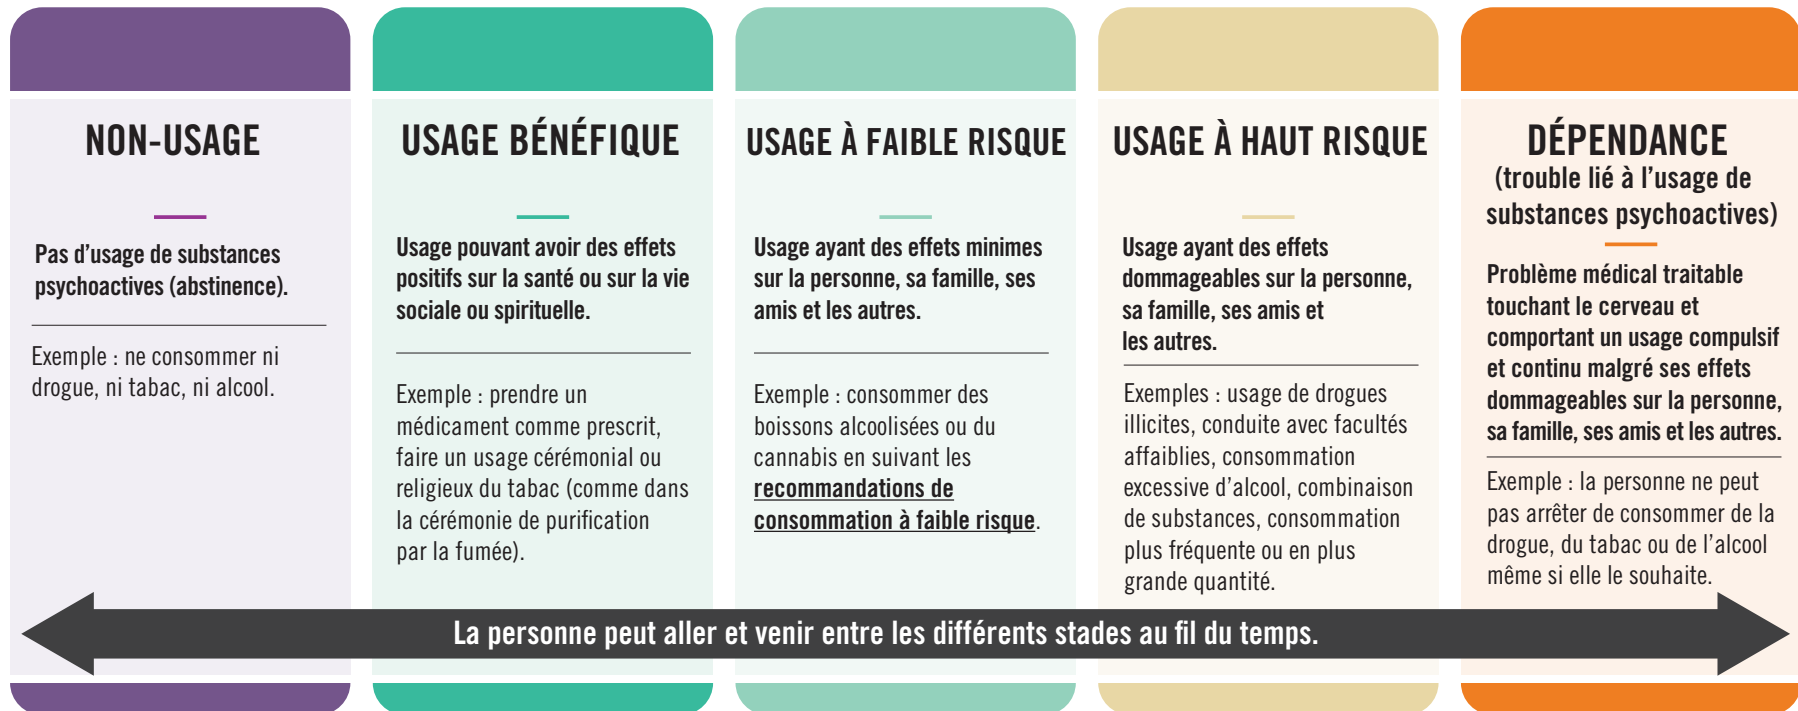 NON-USAGE
Pas d’usage de substances
psychoactives (abstinence).
Exemple : ne consommer ni
drogue, ni tabac, ni alcool.
USAGE BÉNÉFIQUE
Usage pouvant avoir des effets
positifs sur la santé ou sur la vie
sociale ou spirituelle.
Exemple : prendre un
médicament comme prescrit,
faire un usage cérémonial ou
religieux du tabac (comme dans
la cérémonie de purification
par la fumée).
USAGE À FAIBLE RISQUE
Usage ayant des effets minimes
sur la personne, sa famille, ses
amis et les autres.
Exemple : consommer des
boissons alcoolisées ou du
cannabis en suivant les
recommandations de
consommation à faible risque.
USAGE À HAUT RISQUE
Usage ayant des effets
dommageables sur la personne,
sa famille, ses amis et
les autres.
Exemples : usage de drogues
illicites, conduite avec facultés
affaiblies, consommation
excessive d’alcool, combinaison
de substances, consommation
plus fréquente ou en plus
grande quantité.
DÉPENDANCE
(trouble lié à l’usage de
substances psychoactives)
Problème médical traitable
touchant le cerveau et
comportant un usage compulsif
et continu malgré ses effets
dommageables sur la personne,
sa famille, ses amis et les autres.
Exemple : la personne ne peut
pas arrêter de consommer de la
drogue, du tabac ou de l’alcool
même si elle le souhaite.
La personne peut aller et venir entre les différents stades au fil du temps.